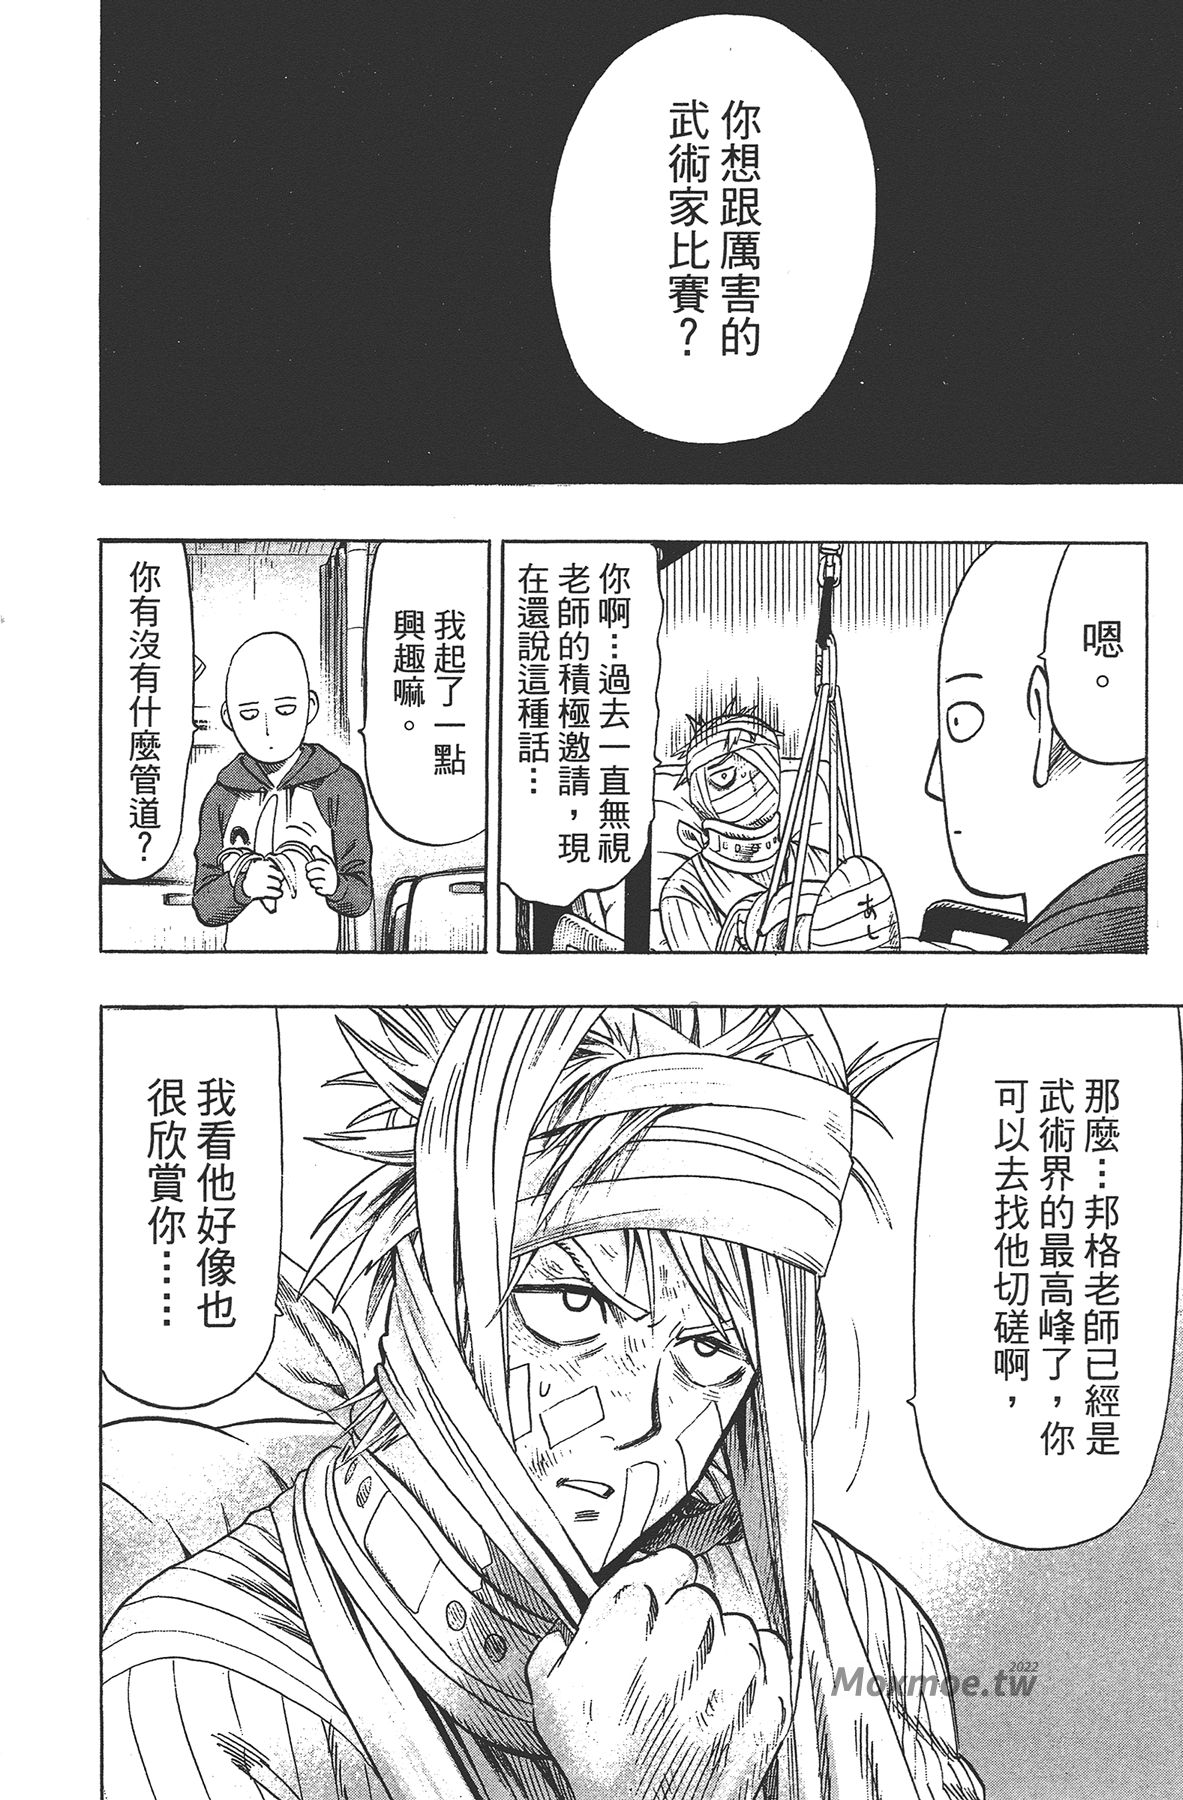 你想跟厲害的
武術家比賽？
嗯。
你啊…過去一直無視
老師的積極邀請，現
在還說這種話…
あし
我起了一點
興趣嘛。
你有沒有什麼管道？
那麼…邦格老師已經是
武術界的最高峰了，你
可以去找他切磋啊，
我看他好像也
很欣賞你……
2022
Moxmoe.tw